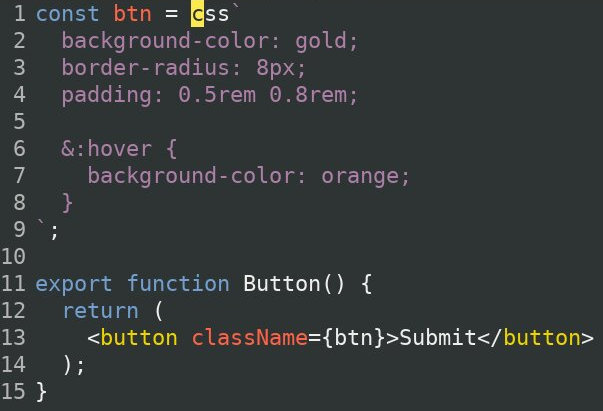 1 const btn = css`
2   background-color: gold;
3   border-radius: 8px;
4   padding: 0.5rem 0.8rem;
5
6   &:hover {
7     background-color: orange;
8   }
9 `;
10
11 export function Button() {
12   return (
13     <button className={btn}>Submit</button>
14   );
15 }